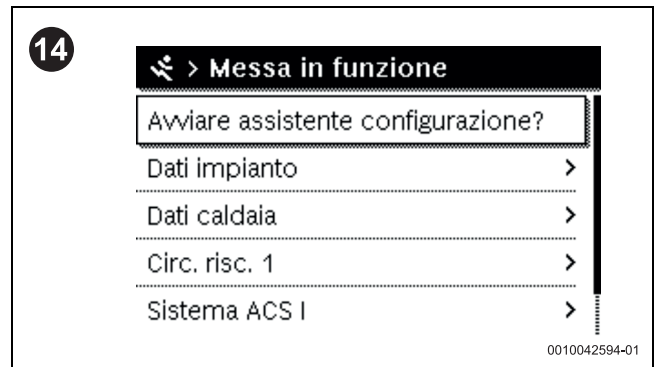 14
> Messa in funzione
Avviare assistente configurazione?
Dati impianto >
Dati caldaia >
Circ. risc. 1 >
Sistema ACS I >
0010042594-01